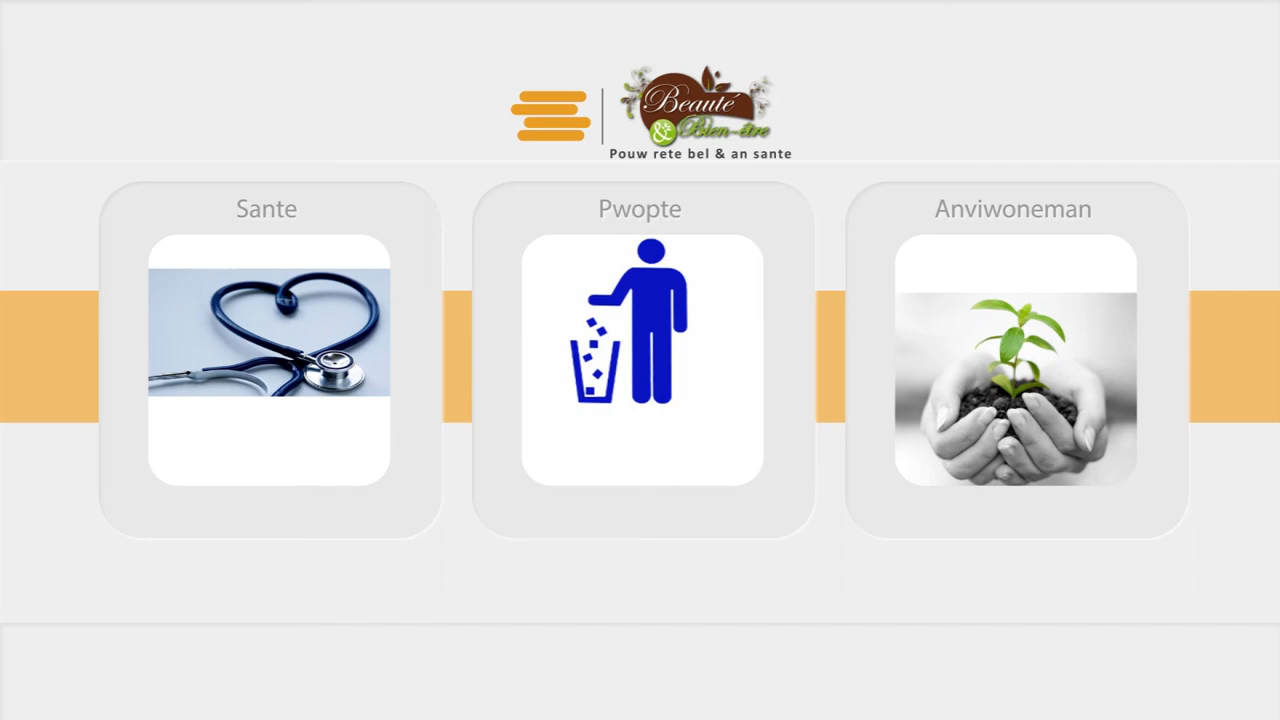 Beauté
& Bien-être
Pouw rete bel & an sante
Sante
Pwopte
Anviwoneman